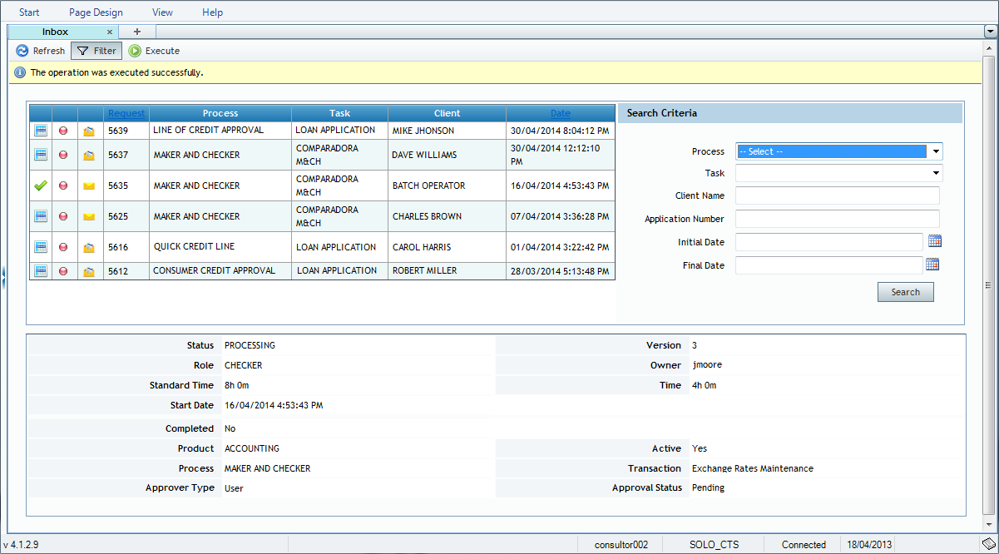 Start Page Design View Help
Inbox × +
Refresh Filter Execute
The operation was executed successfully.
Request Process Task Client Date
5639 LINE OF CREDIT APPROVAL LOAN APPLICATION MIKE JHONSON 30/04/2014 8:04:12 PM
5637 MAKER AND CHECKER COMPARADORA M&CH DAVE WILLIAMS 30/04/2014 12:12:10 PM
5635 MAKER AND CHECKER COMPARADORA M&CH BATCH OPERATOR 16/04/2014 4:53:43 PM
5625 MAKER AND CHECKER COMPARADORA M&CH CHARLES BROWN 07/04/2014 3:36:28 PM
5616 QUICK CREDIT LINE LOAN APPLICATION CAROL HARRIS 01/04/2014 3:22:42 PM
5612 CONSUMER CREDIT APPROVAL LOAN APPLICATION ROBERT MILLER 28/03/2014 5:13:48 PM
Search Criteria
Process -- Select --
Task
Client Name
Application Number
Initial Date
Final Date
Search
Status PROCESSING Version 3
Role CHECKER Owner jmoore
Standard Time 8h 0m Time 4h 0m
Start Date 16/04/2014 4:53:43 PM
Completed No
Product ACCOUNTING Active Yes
Process MAKER AND CHECKER Transaction Exchange Rates Maintenance
Approver Type User Approval Status Pending
v 4.1.2.9 consultor002 SOLO_CTS Connected 18/04/2013